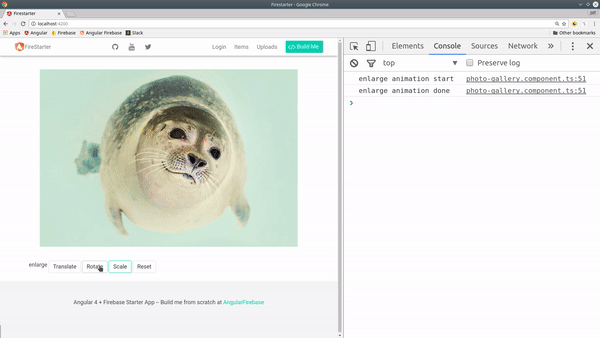 Firestarter - Google Chrome
Firestarter
localhost:4200
Apps Angular Firebase Angular Firebase Slack Other bookmarks
FireStarter Login Items Uploads Build Me
Elements Console Sources Network »
top Preserve log
enlarge animation start photo-gallery.component.ts:51
enlarge animation done photo-gallery.component.ts:51
enlarge Translate Rotate Scale Reset
Angular 4 + Firebase Starter App -- Build me from scratch at AngularFirebase